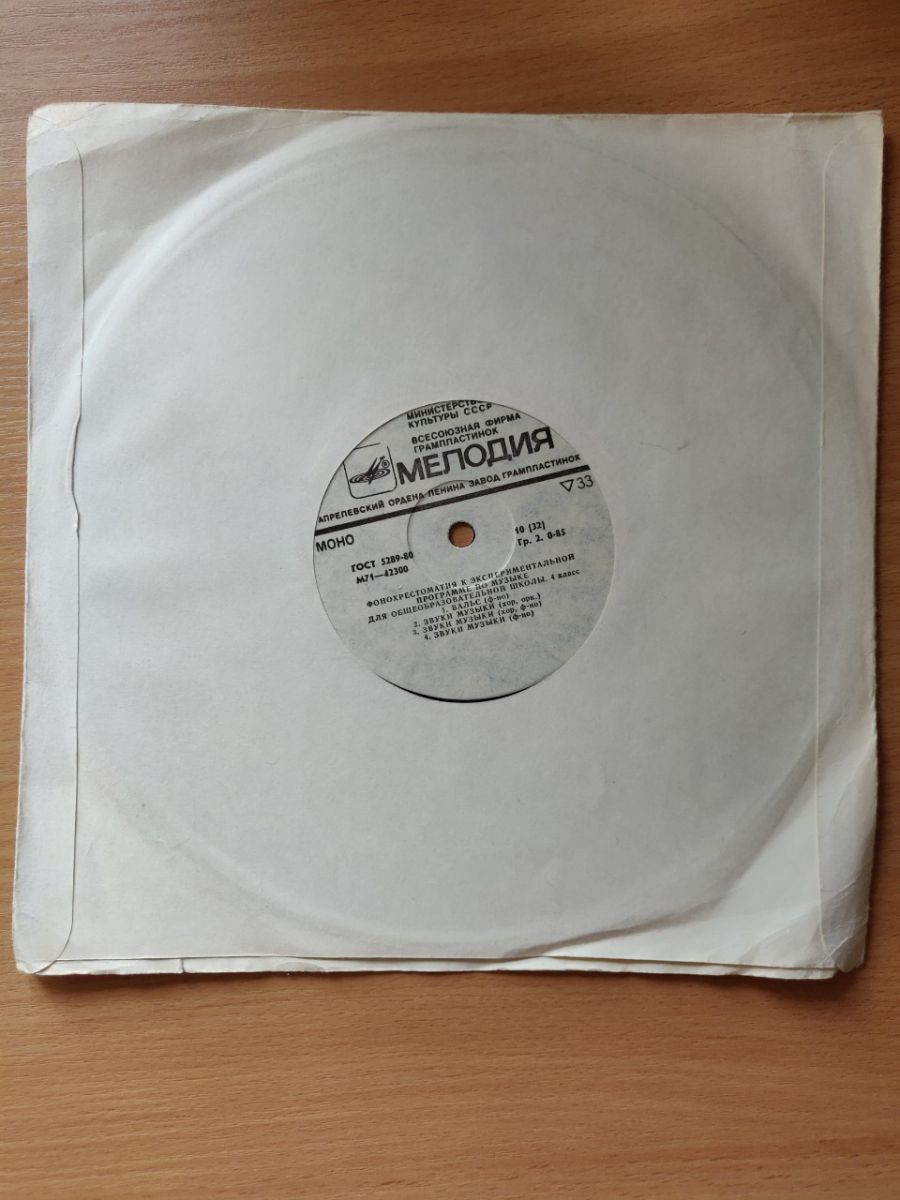 МИНИСТЕРСТВО
КУЛЬТУРЫ СССР
ВСЕСОЮЗНАЯ ФИРМА
ГРАМПЛАСТИНОК
МЕЛОДИЯ
АПРЕЛЕВСКИЙ ОРДЕНА ЛЕНИНА ЗАВОД ГРАМПЛАСТИНОК
▽33
МОНО
ГОСТ 5289-80
М71—42300
10 [32]
Гр. 2. 0-85
ФОНОХРЕСТОМАТИЯ К ЭКСПЕРИМЕНТАЛЬНОЙ
ПРОГРАММЕ ПО МУЗЫКЕ
ДЛЯ ОБЩЕОБРАЗОВАТЕЛЬНОЙ ШКОЛЫ. 4 класс
1. ВАЛЬС (ф-но)
2. ЗВУКИ МУЗЫКИ (хор, орк.)
3. ЗВУКИ МУЗЫКИ (хор, ф-но)
4. ЗВУКИ МУЗЫКИ (ф-но)